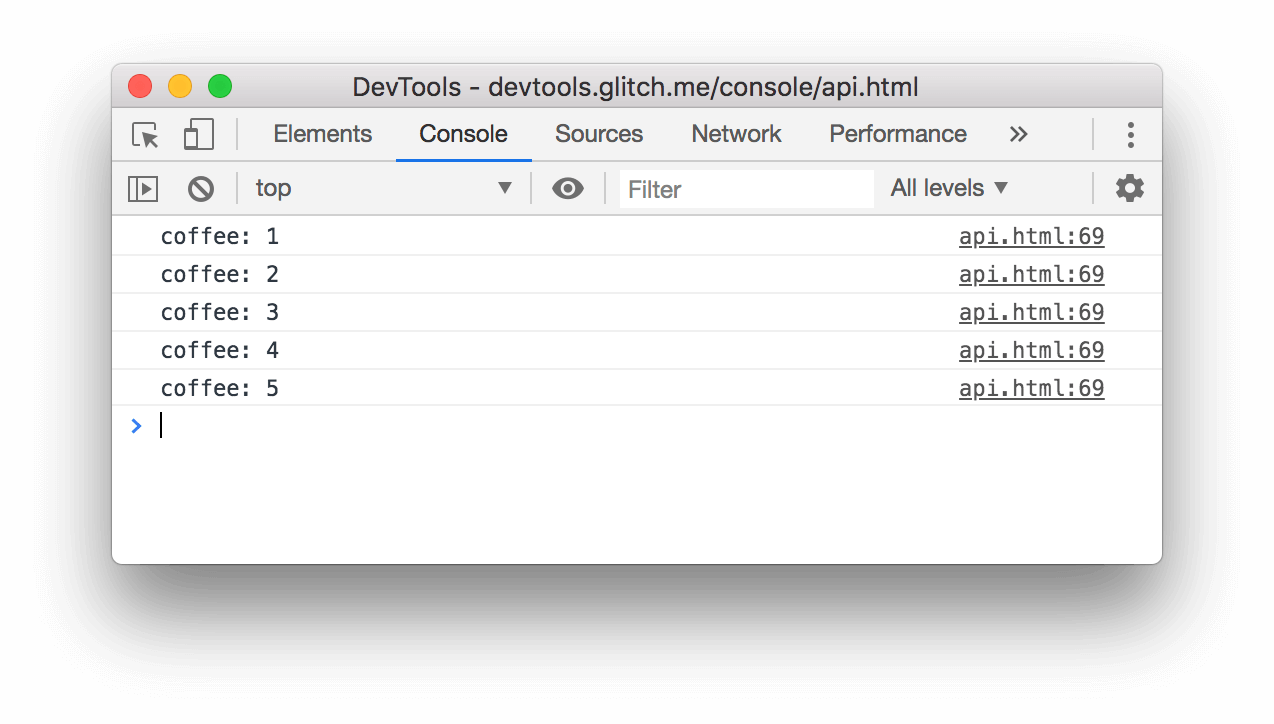 DevTools - devtools.glitch.me/console/api.html
Elements Console Sources Network Performance »
top Filter All levels
coffee: 1 api.html:69
coffee: 2 api.html:69
coffee: 3 api.html:69
coffee: 4 api.html:69
coffee: 5 api.html:69